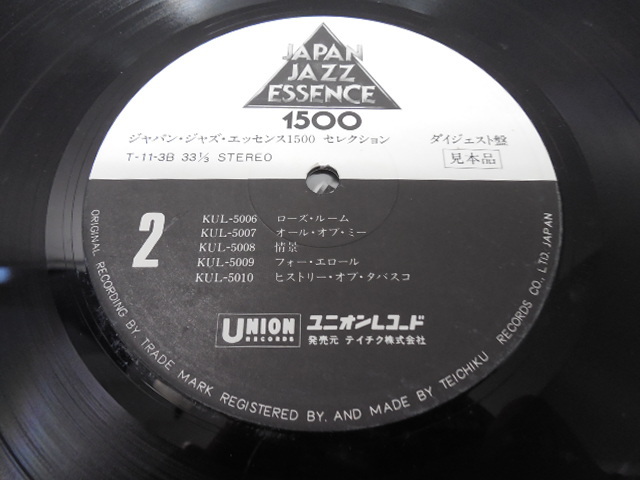 JAPAN
JAZZ
ESSENCE
1500
ジャパン・ジャズ・エッセンス1500 セレクション ダイジェスト盤
T-11-3B 33⅓ STEREO 見本品
2
KUL-5006 ローズ・ルーム
KUL-5007 オール・オブ・ミー
KUL-5008 情景
KUL-5009 フォー・エロール
KUL-5010 ヒストリー・オブ・タバスコ
UNION RECORDS ユニオンレコード
発売元 テイチク株式会社
ORIGINAL RECORDING BY TRADE MARK REGISTERED BY. AND MADE BY TEICHIKU RECORDS CO., LTD. JAPAN